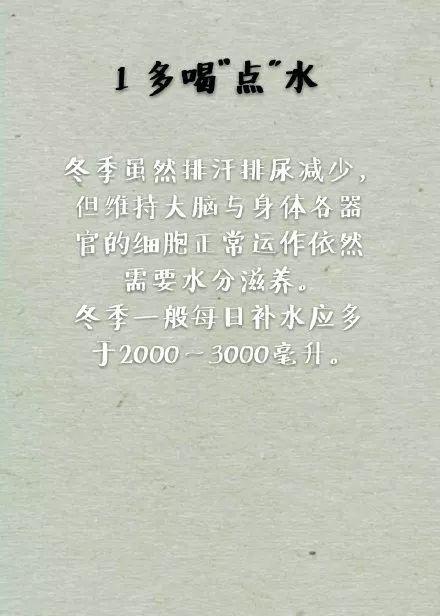 1 多喝"点"水
冬季虽然排汗排尿减少，
但维持大脑与身体各器
官的细胞正常运作依然
需要水分滋养。
冬季一般每日补水应多
于2000～3000毫升。